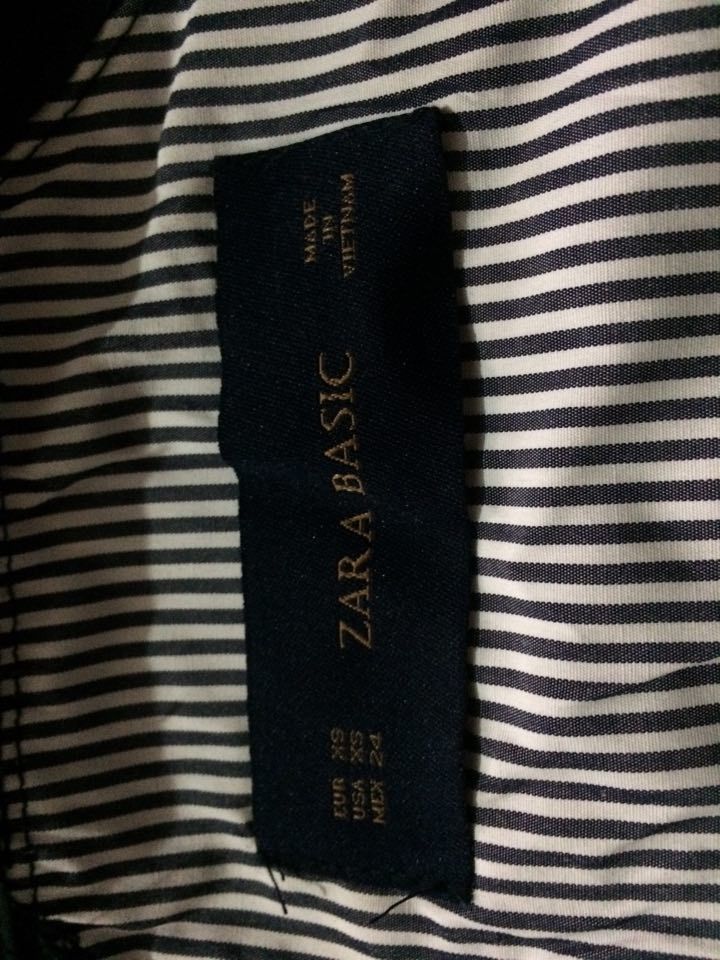 EUR XS
USA XS
MEX 24
ZARA BASIC
MADE
IN
VIETNAM